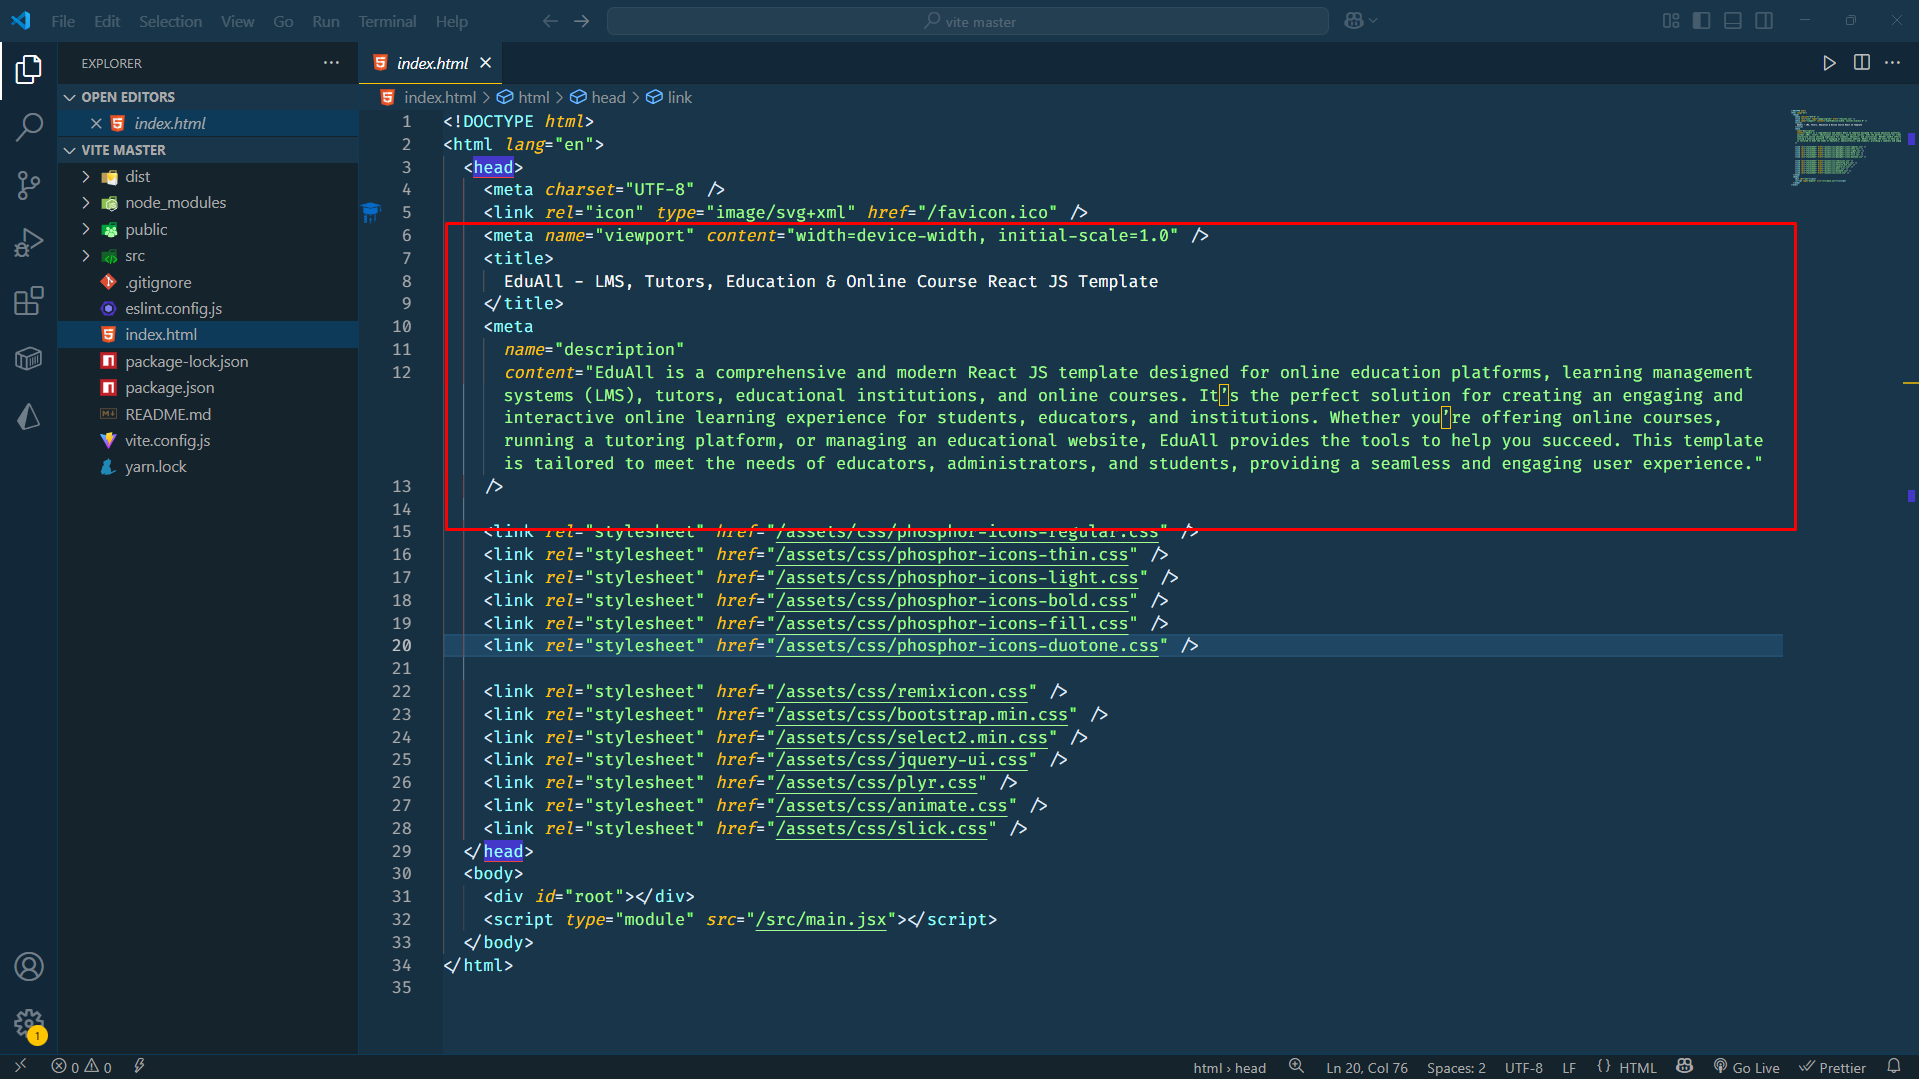 File Edit Selection View Go Run Terminal Help
vite master
EXPLORER
OPEN EDITORS
index.html
VITE MASTER
dist
node_modules
public
src
.gitignore
eslint.config.js
index.html
package-lock.json
package.json
README.md
vite.config.js
yarn.lock
1
index.html
index.html > html > head > link
1 <!DOCTYPE html>
2 <html lang="en">
3 <head>
4 <meta charset="UTF-8" />
5 <link rel="icon" type="image/svg+xml" href="/favicon.ico" />
6 <meta name="viewport" content="width=device-width, initial-scale=1.0" />
7 <title>
8 EduAll - LMS, Tutors, Education & Online Course React JS Template
9 </title>
10 <meta
11 name="description"
12 content="EduAll is a comprehensive and modern React JS template designed for online education platforms, learning management
systems (LMS), tutors, educational institutions, and online courses. It’s the perfect solution for creating an engaging and
interactive online learning experience for students, educators, and institutions. Whether you’re offering online courses,
running a tutoring platform, or managing an educational website, EduAll provides the tools to help you succeed. This template
is tailored to meet the needs of educators, administrators, and students, providing a seamless and engaging user experience."
13 />
14
15 <link rel="stylesheet" href="/assets/css/phosphor-icons-regular.css" />
16 <link rel="stylesheet" href="/assets/css/phosphor-icons-thin.css" />
17 <link rel="stylesheet" href="/assets/css/phosphor-icons-light.css" />
18 <link rel="stylesheet" href="/assets/css/phosphor-icons-bold.css" />
19 <link rel="stylesheet" href="/assets/css/phosphor-icons-fill.css" />
20 <link rel="stylesheet" href="/assets/css/phosphor-icons-duotone.css" />
21
22 <link rel="stylesheet" href="/assets/css/remixicon.css" />
23 <link rel="stylesheet" href="/assets/css/bootstrap.min.css" />
24 <link rel="stylesheet" href="/assets/css/select2.min.css" />
25 <link rel="stylesheet" href="/assets/css/jquery-ui.css" />
26 <link rel="stylesheet" href="/assets/css/plyr.css" />
27 <link rel="stylesheet" href="/assets/css/animate.css" />
28 <link rel="stylesheet" href="/assets/css/slick.css" />
29 </head>
30 <body>
31 <div id="root"></div>
32 <script type="module" src="/src/main.jsx"></script>
33 </body>
34 </html>
35
0 0 html › head Ln 20, Col 76 Spaces: 2 UTF-8 LF {} HTML Go Live Prettier